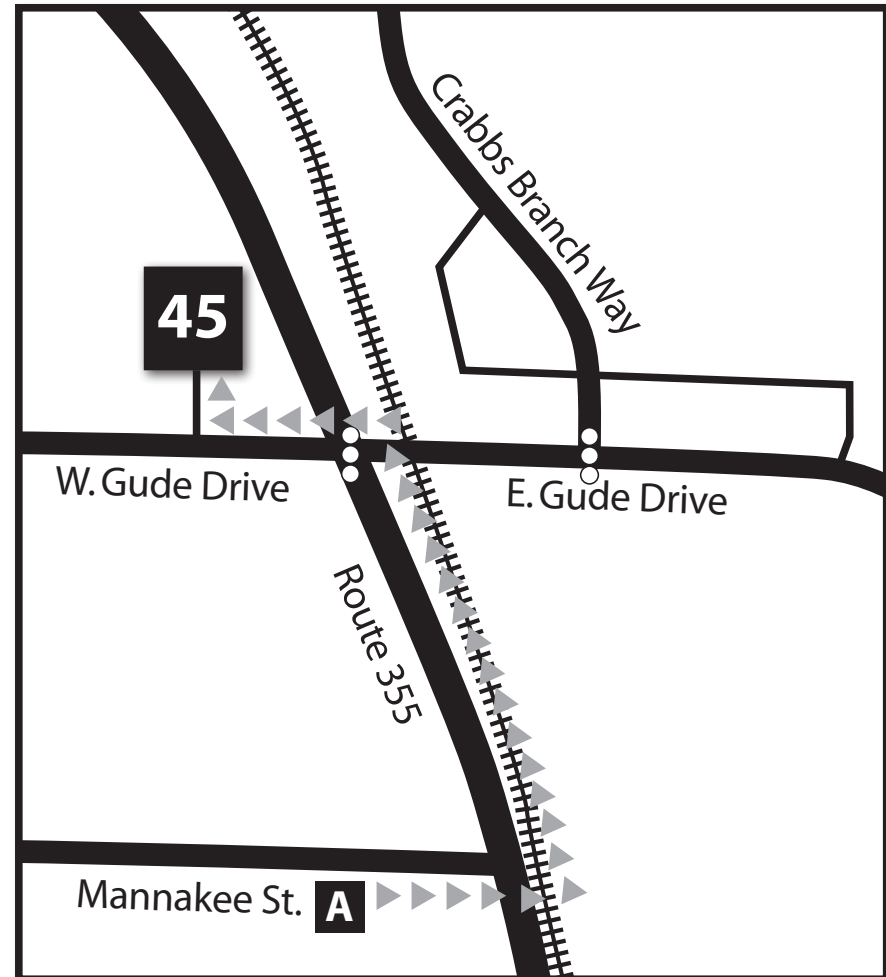 Crabbs Branch Way
45
W. Gude Drive
E. Gude Drive
Route 355
Mannakee St.
A